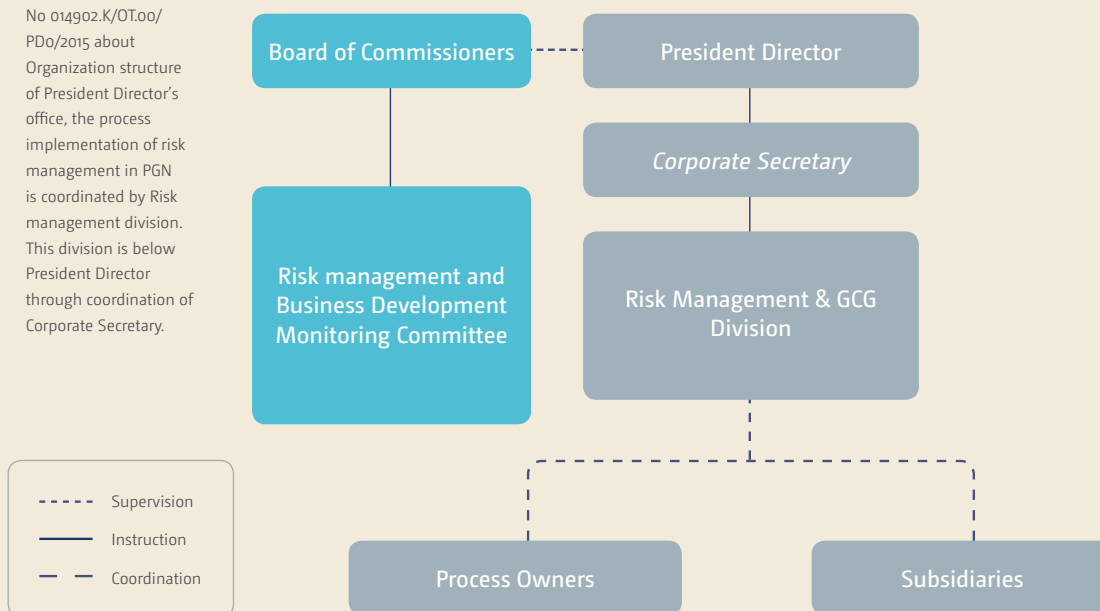 No 014902.K/OT.00/
PD0/2015 about
Organization structure
of President Director's
office, the process
implementation of risk
management in PGN
is coordinated by Risk
management division.
This division is below
President Director
through coordination of
Corporate Secretary.
Board of Commissioners
President Director
Corporate Secretary
Risk management and
Business Development
Monitoring Committee
Risk Management & GCG
Division
Supervision
Instruction
Coordination
Process Owners
Subsidiaries